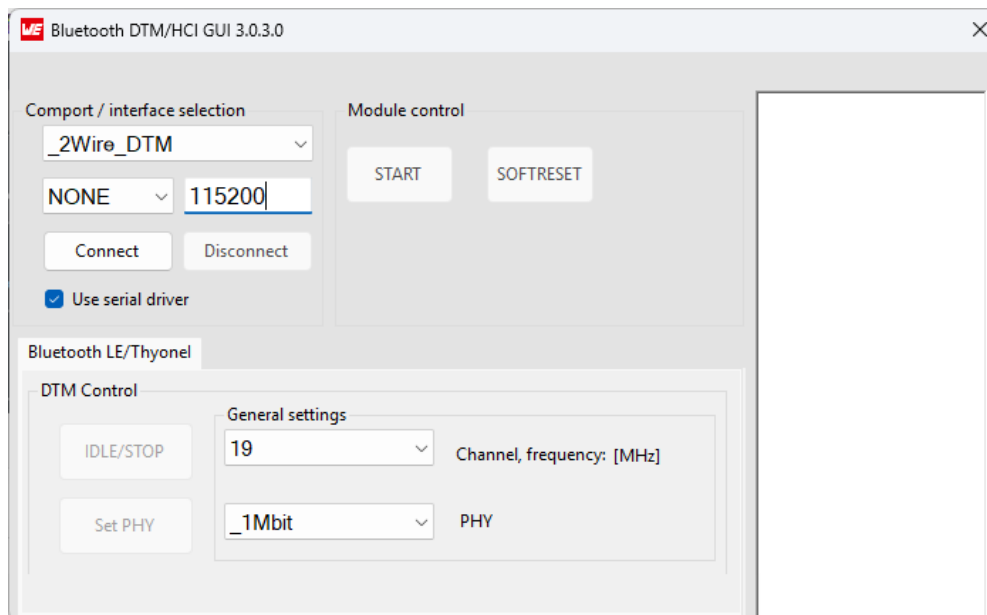 WE Bluetooth DTM/HCI GUI 3.0.3.0
Comport / interface selection
_2Wire_DTM
NONE 115200
Connect Disconnect
Use serial driver
Module control
START SOFTRESET
Bluetooth LE/Thyonel
DTM Control
General settings
IDLE/STOP 19 Channel, frequency: [MHz]
Set PHY _1Mbit PHY